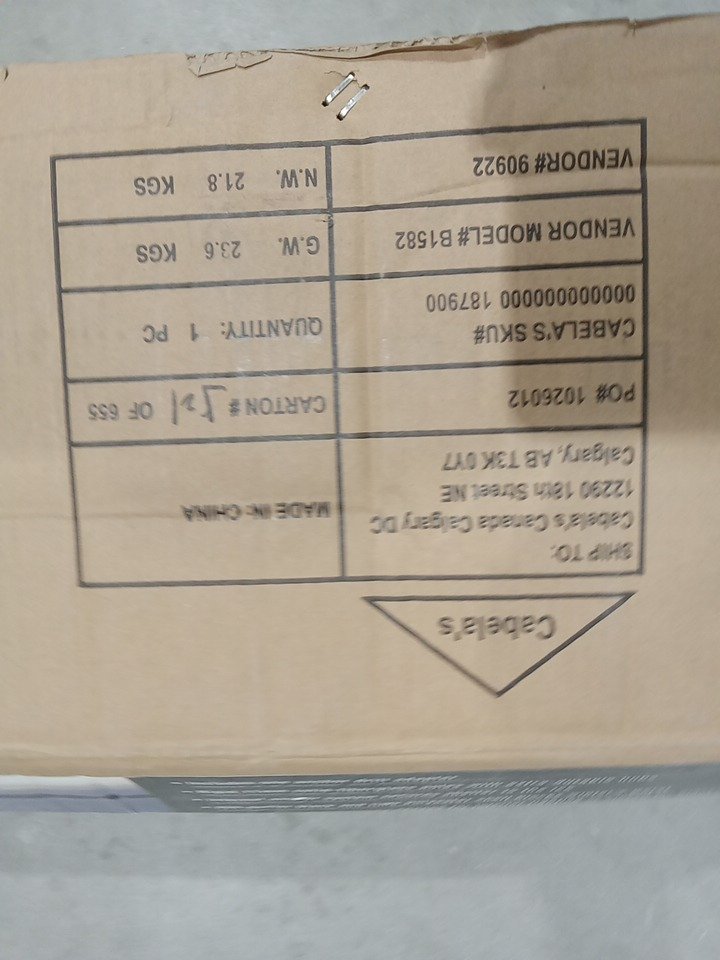 Cabela's
SHIP TO:
Cabela's Canada Calgary DC
12290 18th Street NE
Calgary, AB T3K 0Y7
MADE IN: CHINA
PO# 1026012
CARTON# OF 655
CABELA'S SKU#
0000000000000 187900
QUANTITY: 1 PC
VENDOR MODEL# B1582
G.W. 23.6 KGS
VENDOR# 90922
N.W. 21.8 KGS